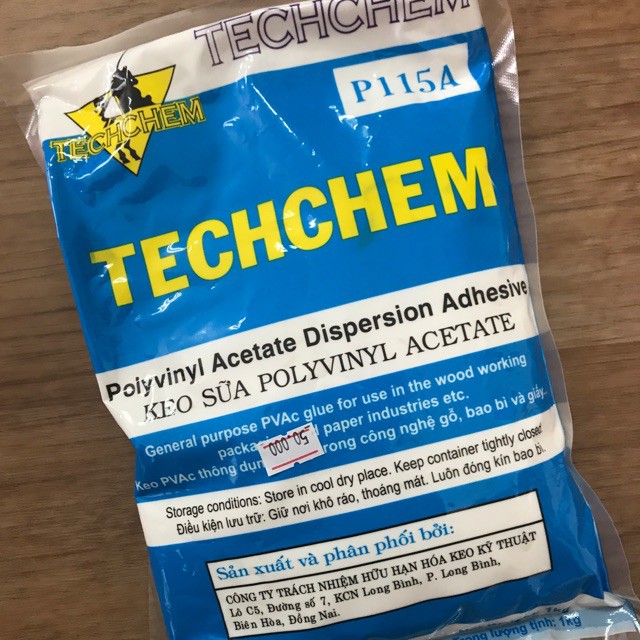 TECHCHEM
P115A
TECHCHEM
TECHCHEM
Polyvinyl Acetate Dispersion Adhesive
KEO SỮA POLYVINYL ACETATE
General purpose PVAc glue for use in the wood working
paper industries etc.
Keo PVAc thông công nghệ gỗ, bao bì và giấy...
50.000
Storage conditions: Store in cool dry place. Keep container tightly closed
Điều kiện lưu trữ: Giữ nơi khô ráo, thoáng mát. Luôn đóng kín bao bì.
Sản xuất và phân phối bởi:
CÔNG TY TRÁCH NHIỆM HỮU HẠN HÓA KEO KỸ THUẬT
Lô C5, Đường số 7, KCN Long Bình, P. Long Bình,
Biên Hòa, Đồng Nai.
1kg
lượng tịnh: 1kg